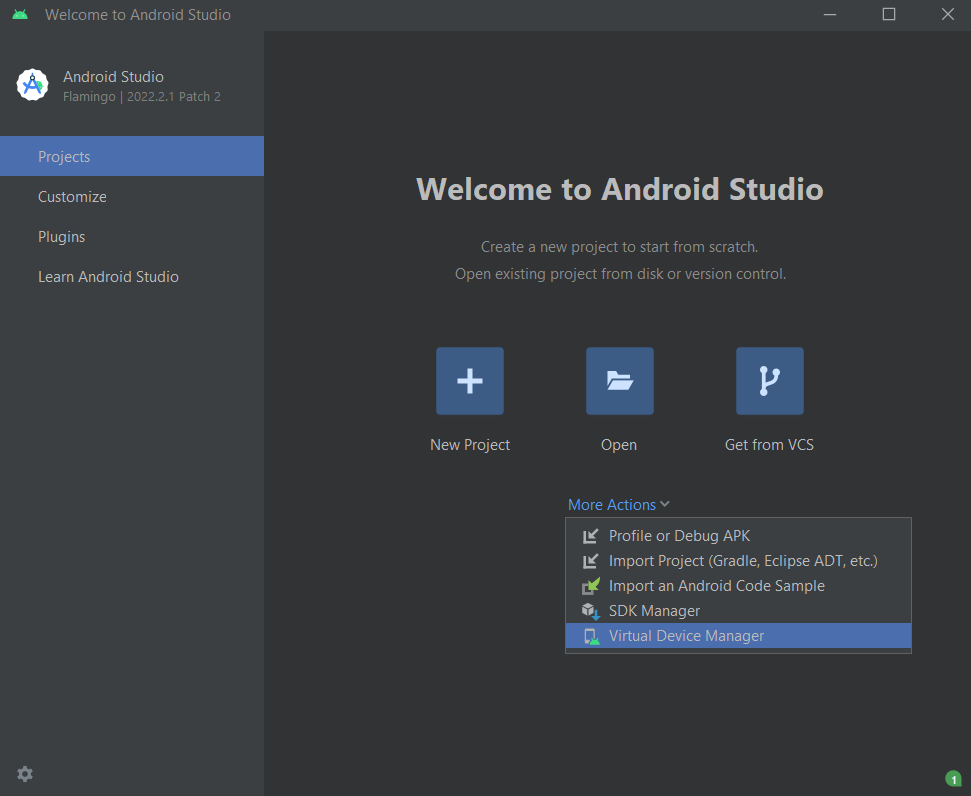 Welcome to Android Studio
Android Studio
Flamingo | 2022.2.1 Patch 2
Projects
Customize
Plugins
Learn Android Studio
Welcome to Android Studio
Create a new project to start from scratch.
Open existing project from disk or version control.
New Project
Open
Get from VCS
More Actions
Profile or Debug APK
Import Project (Gradle, Eclipse ADT, etc.)
Import an Android Code Sample
SDK Manager
Virtual Device Manager
1